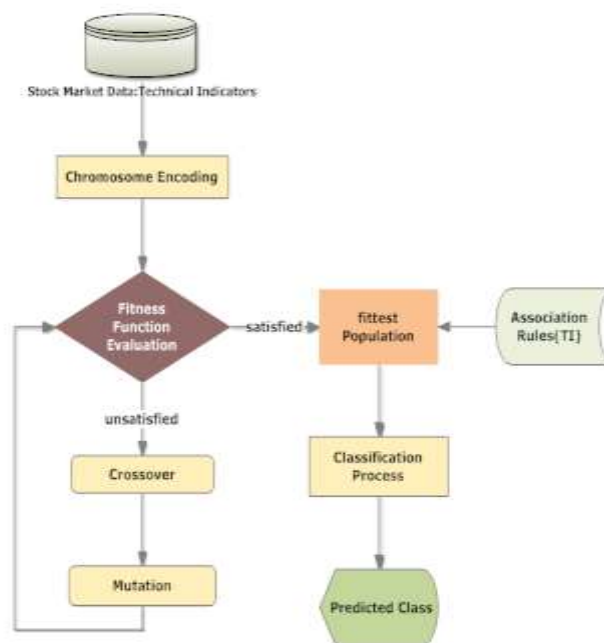 Stock Market Data:Technical Indicators
Chromosome Encoding
Fitness
Function
Evaluation
satisfied
fittest
Population
Association
Rules(TI)
unsatisfied
Crossover
Classification
Process
Mutation
Predicted Class